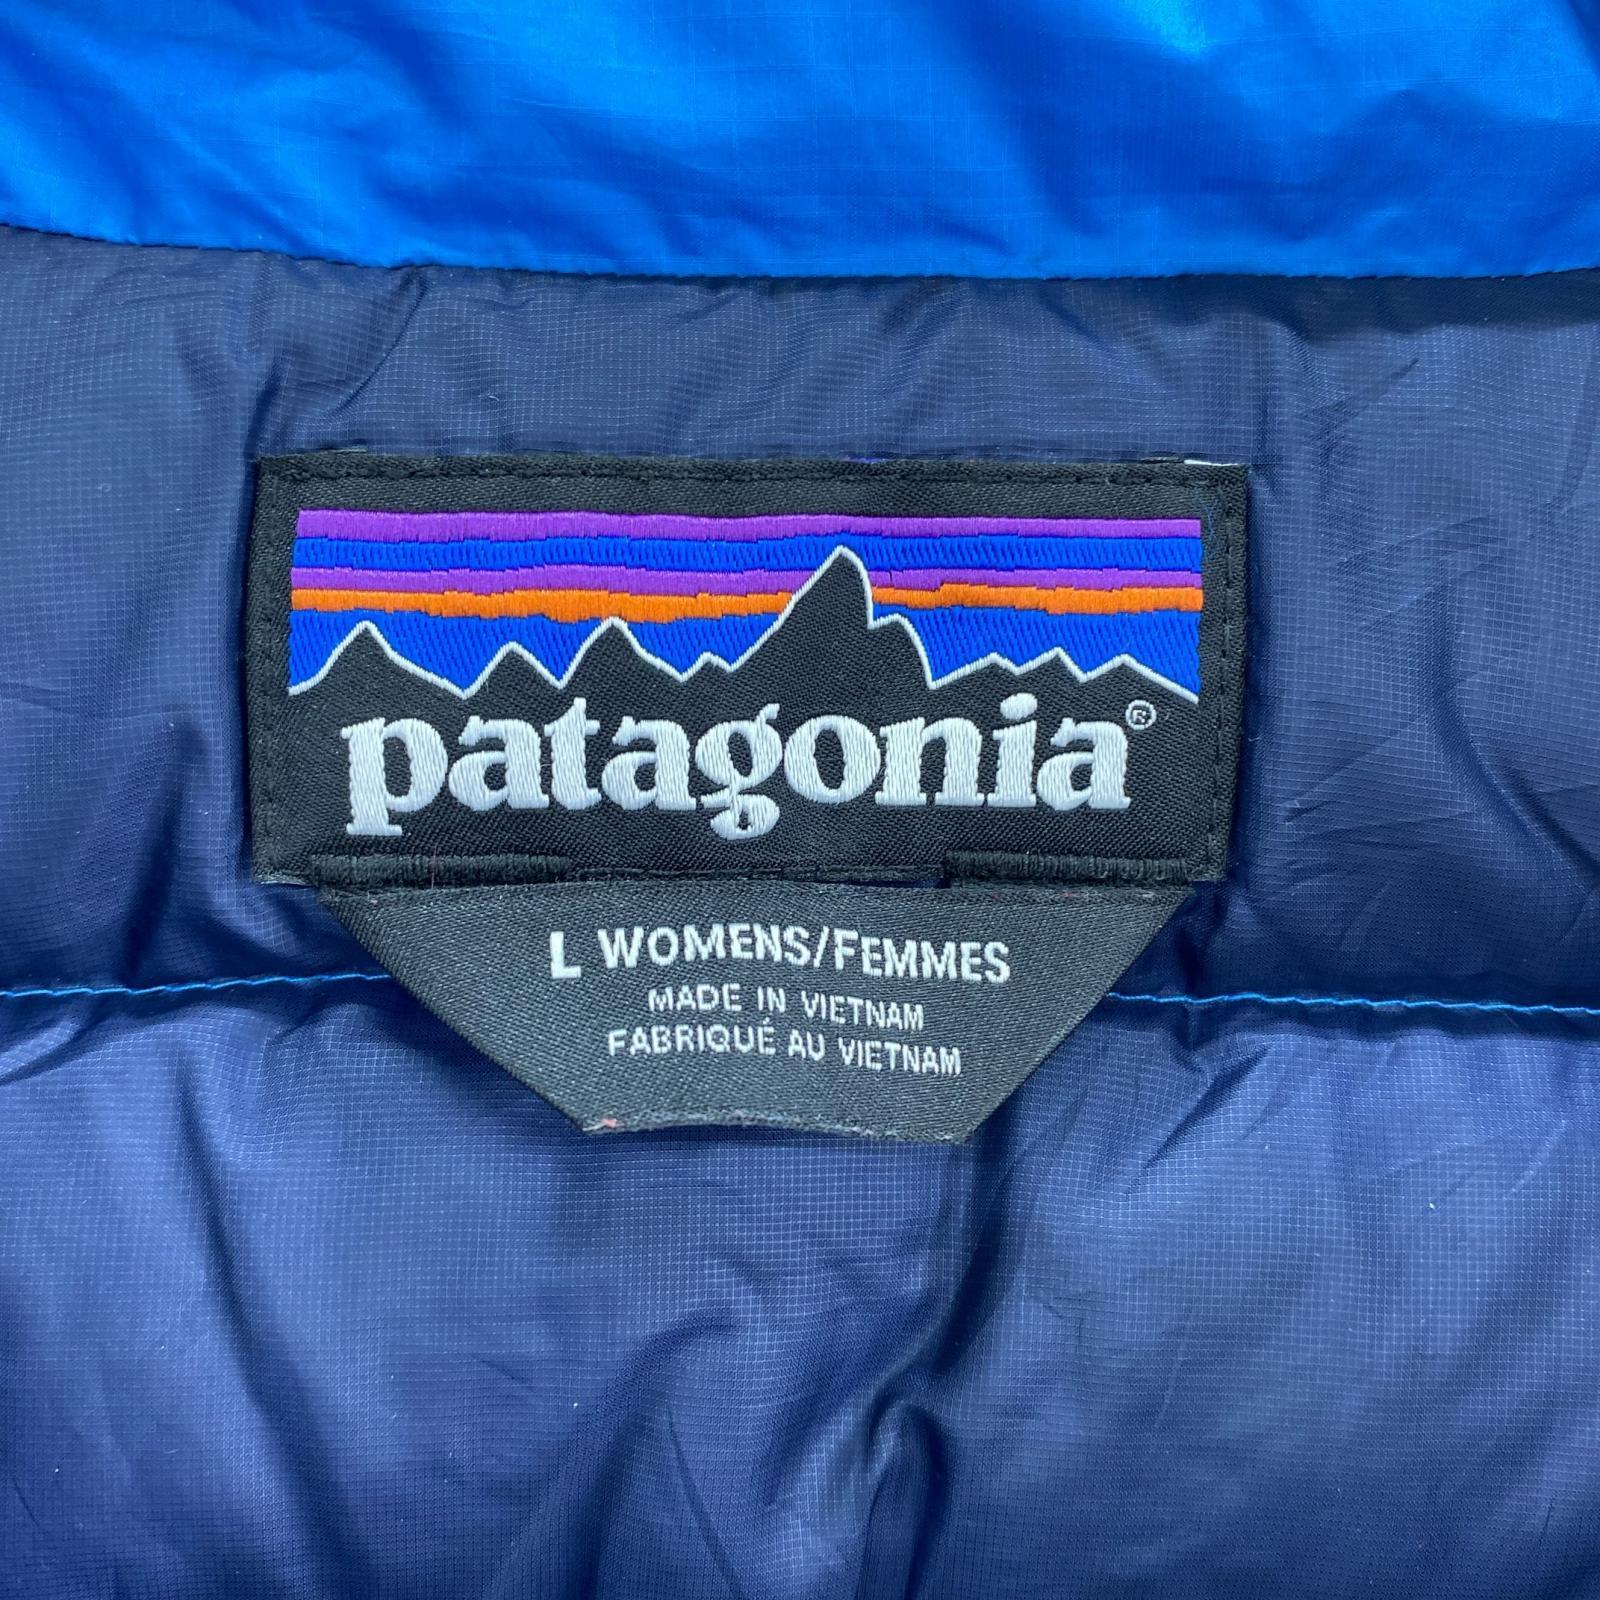 patagonia®
L WOMENS/FEMMES
MADE IN VIETNAM
FABRIQUÉ AU VIETNAM